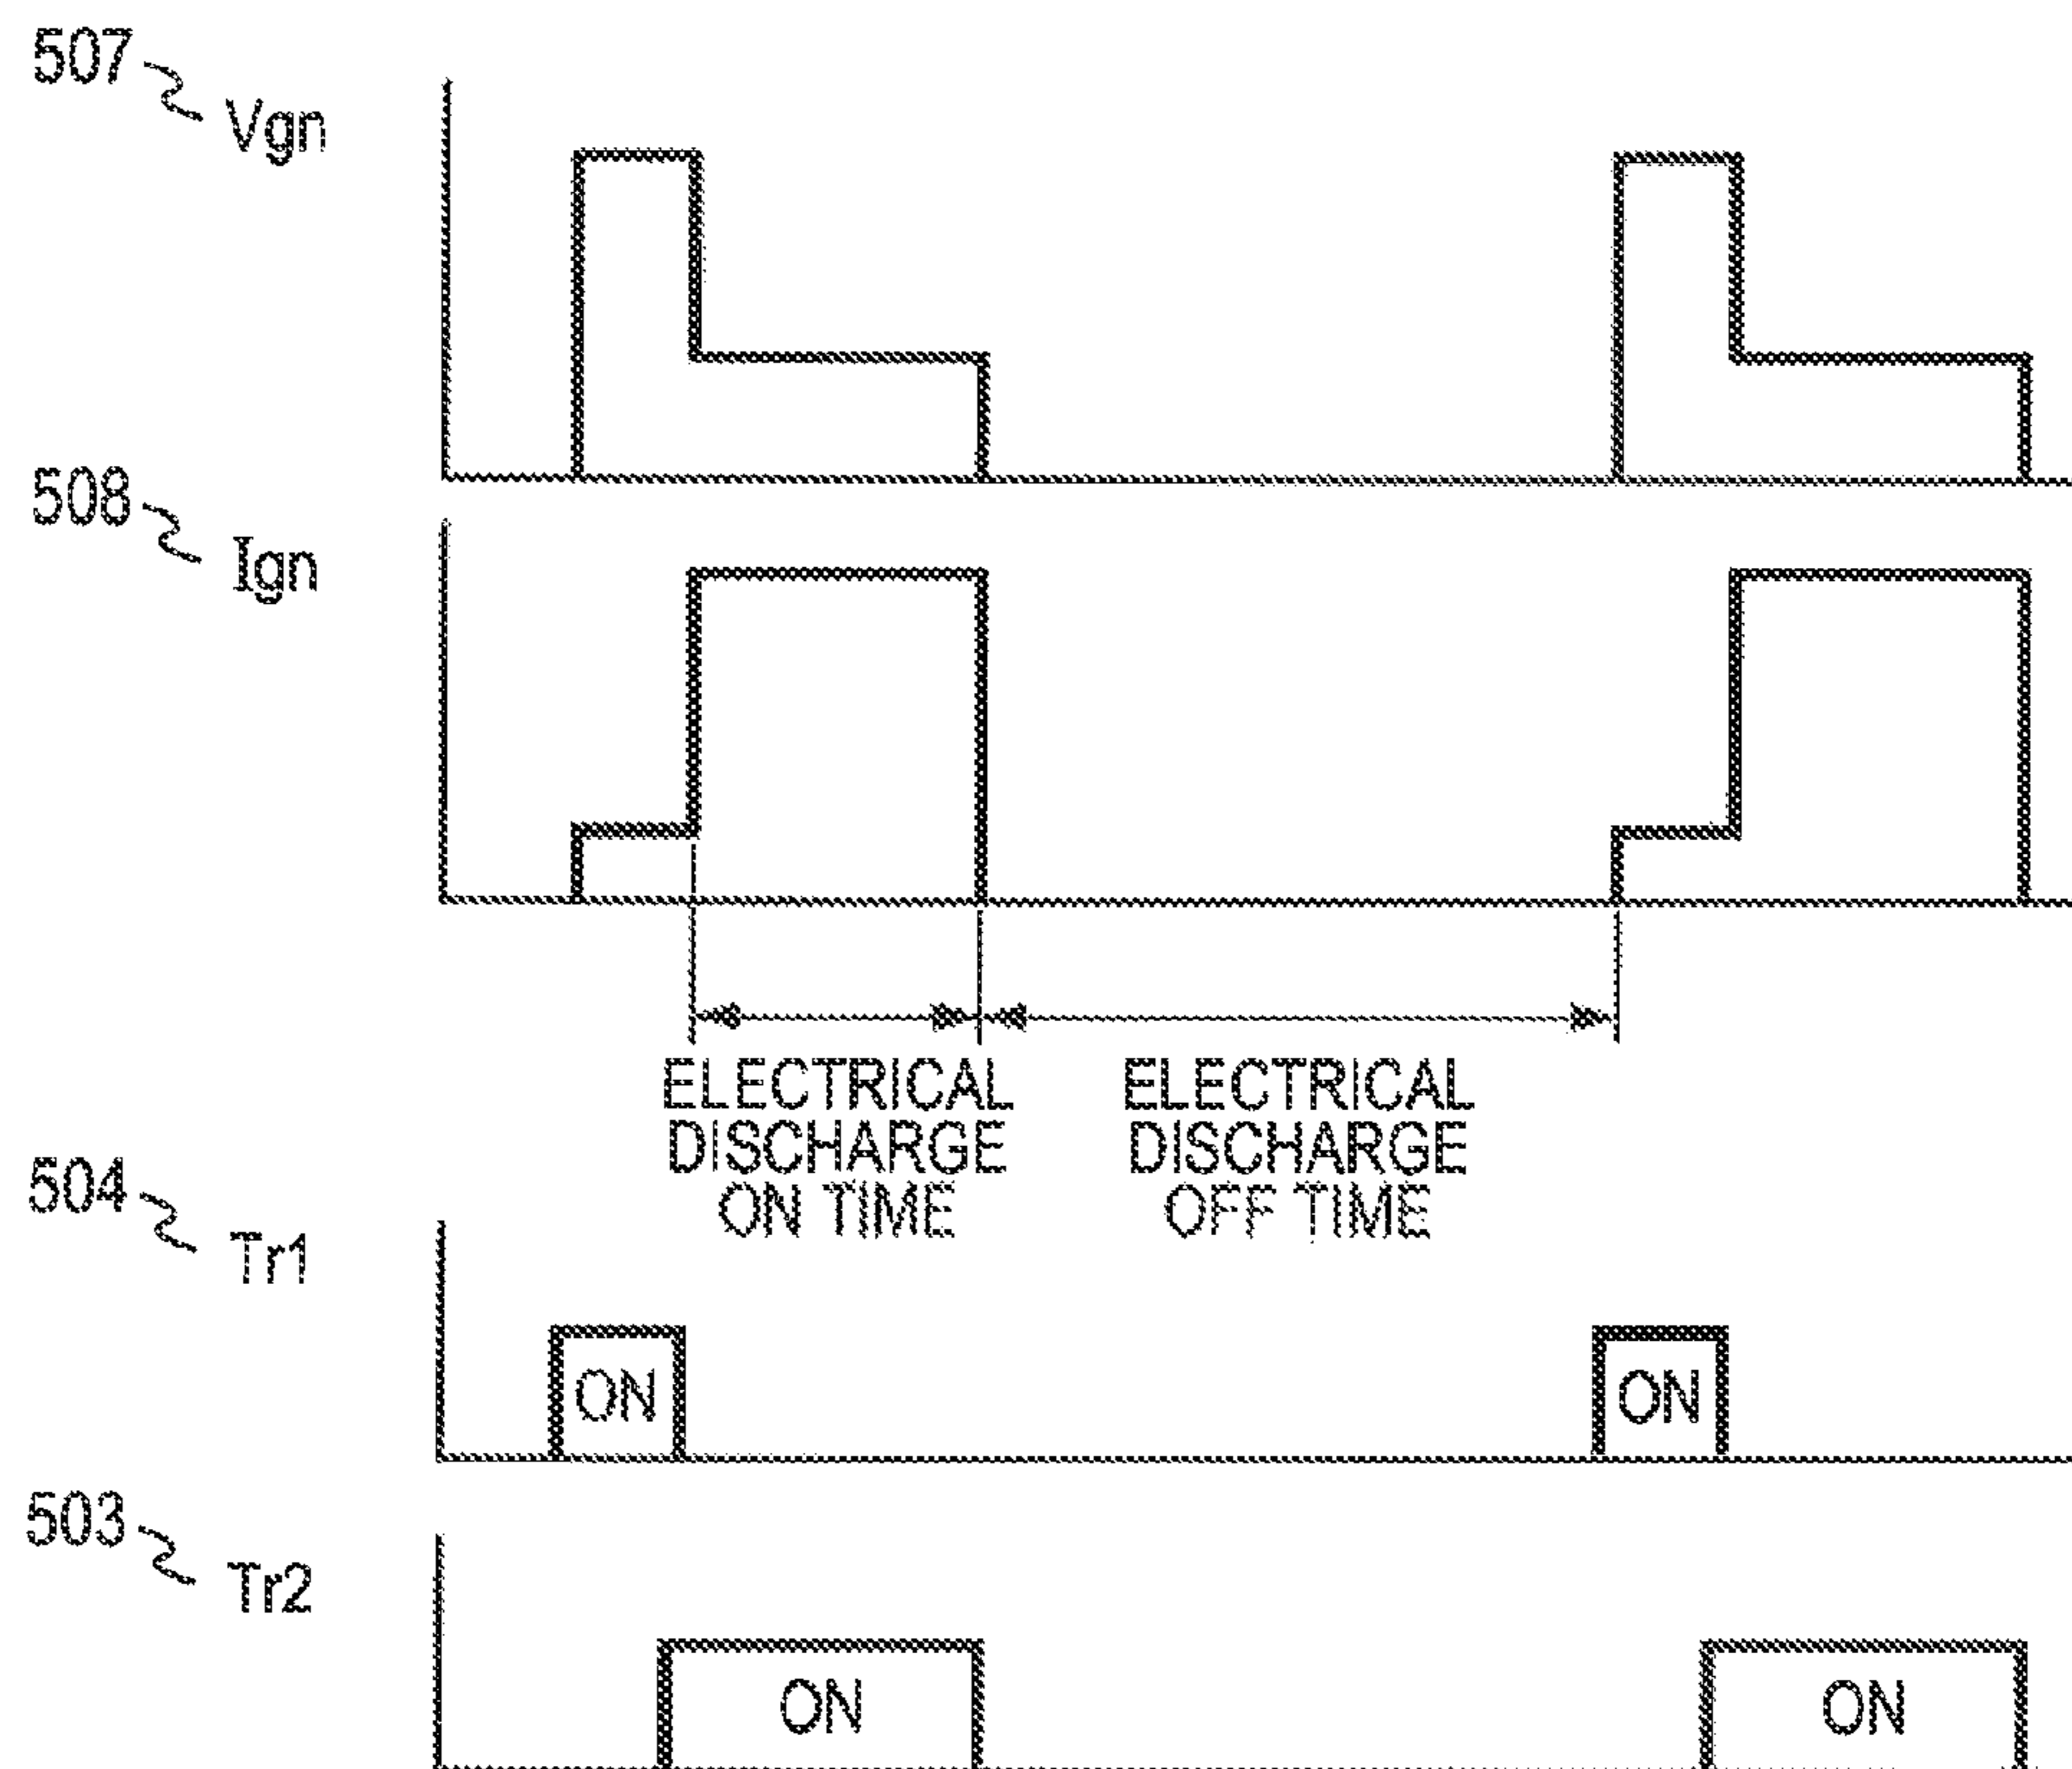 507
Vgn
508
Ign
ELECTRICAL
DISCHARGE
ON TIME
ELECTRICAL
DISCHARGE
OFF TIME
504
Tr1
ON
ON
503
Tr2
ON
ON